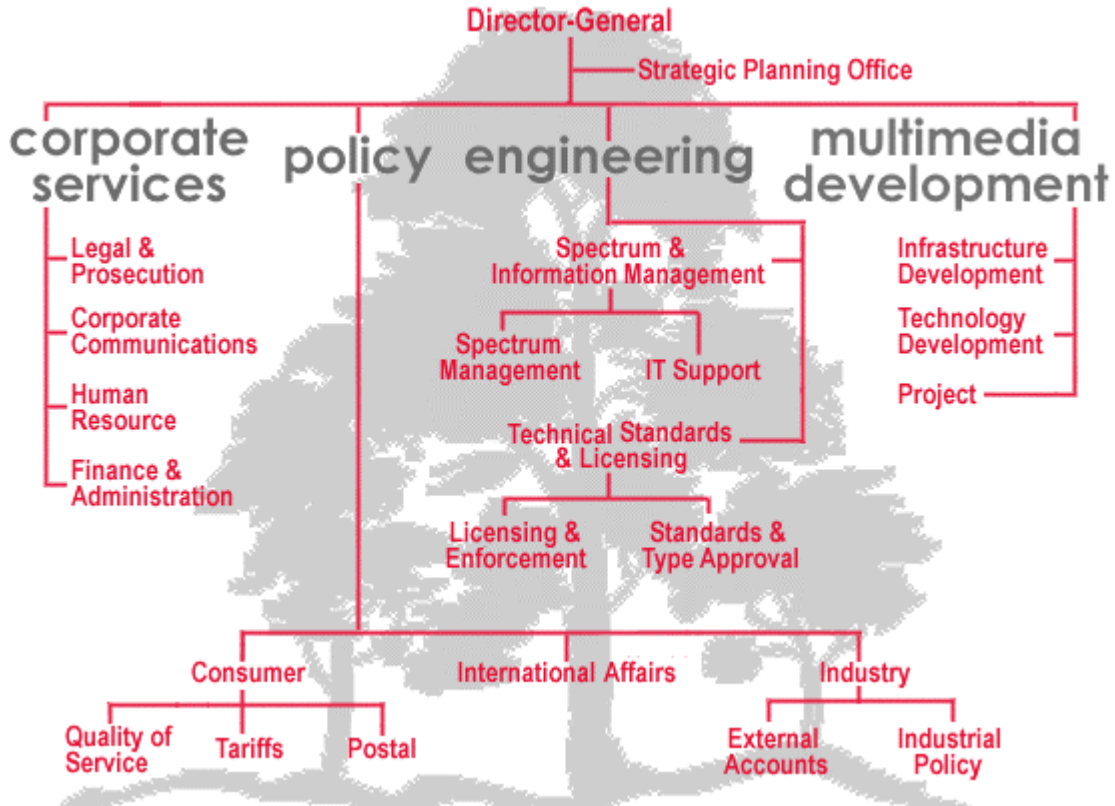 Director-General
Strategic Planning Office
corporate
services
policy
engineering
multimedia
development
Legal &
Prosecution
Corporate
Communications
Human
Resource
Finance &
Administration
Spectrum &
Information Management
Spectrum
Management
IT Support
Technical Standards
& Licensing
Licensing &
Enforcement
Standards &
Type Approval
Infrastructure
Development
Technology
Development
Project
Consumer
International Affairs
Industry
Quality of
Service
Tariffs
Postal
External
Accounts
Industrial
Policy